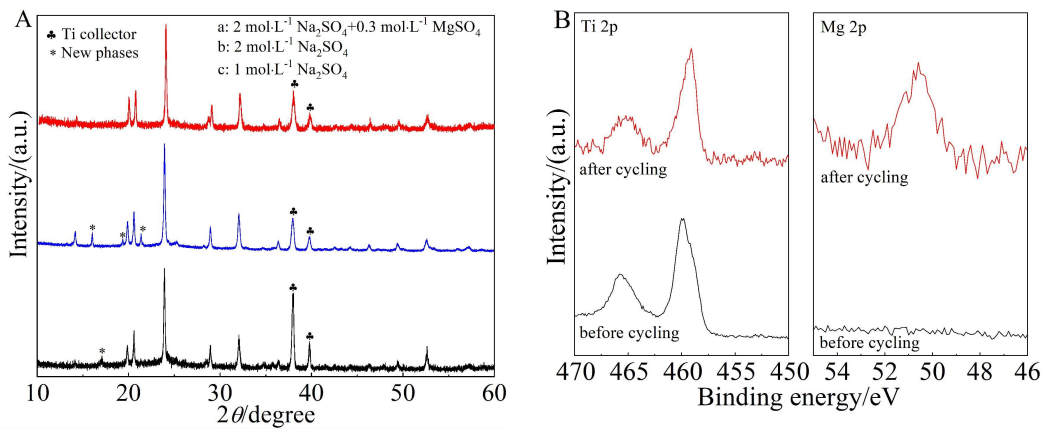 A
♣ Ti collector
* New phases
a: 2 mol·L⁻¹ Na₂SO₄+0.3 mol·L⁻¹ MgSO₄
b: 2 mol·L⁻¹ Na₂SO₄
c: 1 mol·L⁻¹ Na₂SO₄
♣
♣
* * * ♣ ♣
* ♣ ♣
Intensity/(a.u.)
10 20 30 40 50 60
2θ/degree
B
Ti 2p
after cycling
before cycling
Intensity/(a.u.)
470 465 460 455 450
Mg 2p
after cycling
before cycling
54 52 50 48 46
Binding energy/eV